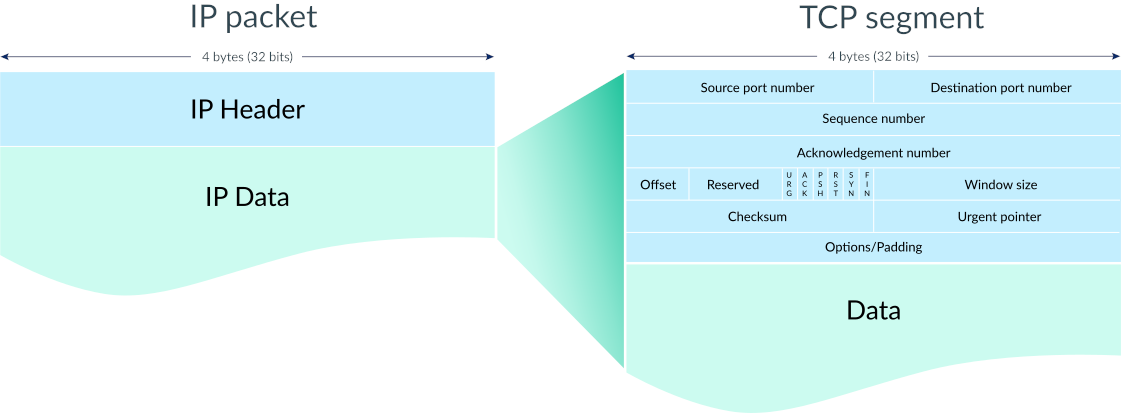 IP packet
TCP segment
4 bytes (32 bits)
4 bytes (32 bits)
IP Header
IP Data
Source port number
Destination port number
Sequence number
Acknowledgement number
Offset
Reserved
URG
ACK
PSH
RST
SYN
FIN
Window size
Checksum
Urgent pointer
Options/Padding
Data